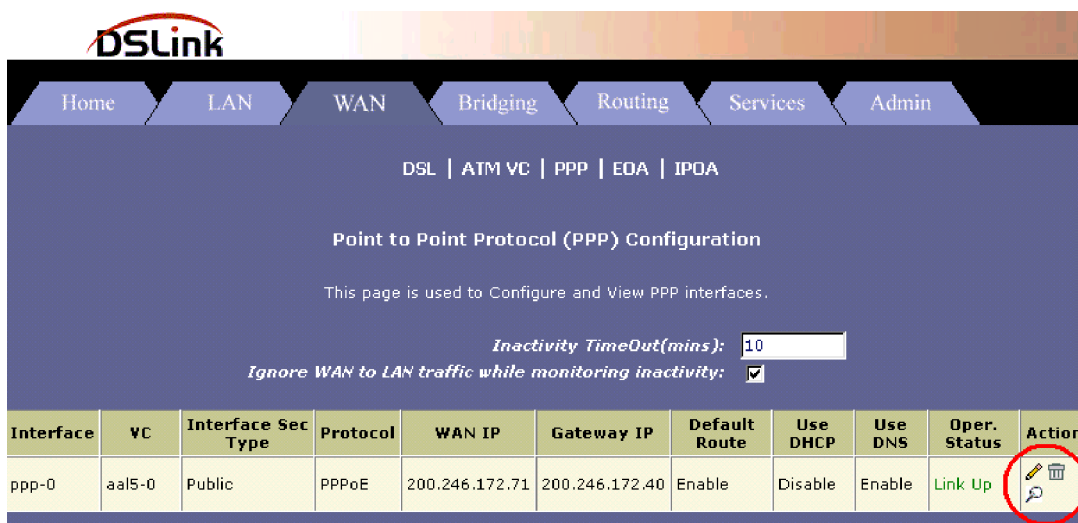 DSLink
Home LAN WAN Bridging Routing Services Admin
DSL | ATM VC | PPP | EOA | IPOA
Point to Point Protocol (PPP) Configuration
This page is used to Configure and View PPP interfaces.
Inactivity TimeOut(mins): 10
Ignore WAN to LAN traffic while monitoring inactivity:
Interface VC Interface Sec Type Protocol WAN IP Gateway IP Default Route Use DHCP Use DNS Oper. Status Action
ppp-0 aal5-0 Public PPPoE 200.246.172.71 200.246.172.40 Enable Disable Enable Link Up